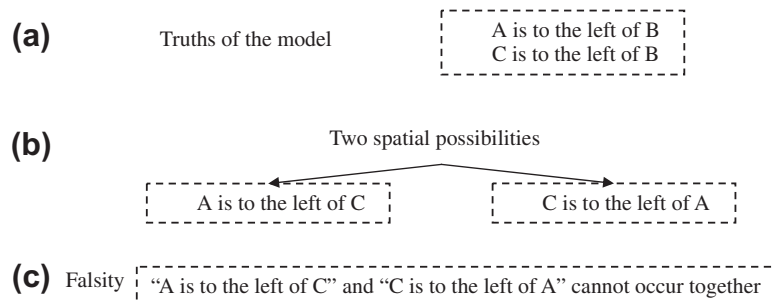 (a) Truths of the model
A is to the left of B
C is to the left of B
(b) Two spatial possibilities
A is to the left of C
C is to the left of A
(c) Falsity “A is to the left of C” and “C is to the left of A” cannot occur together